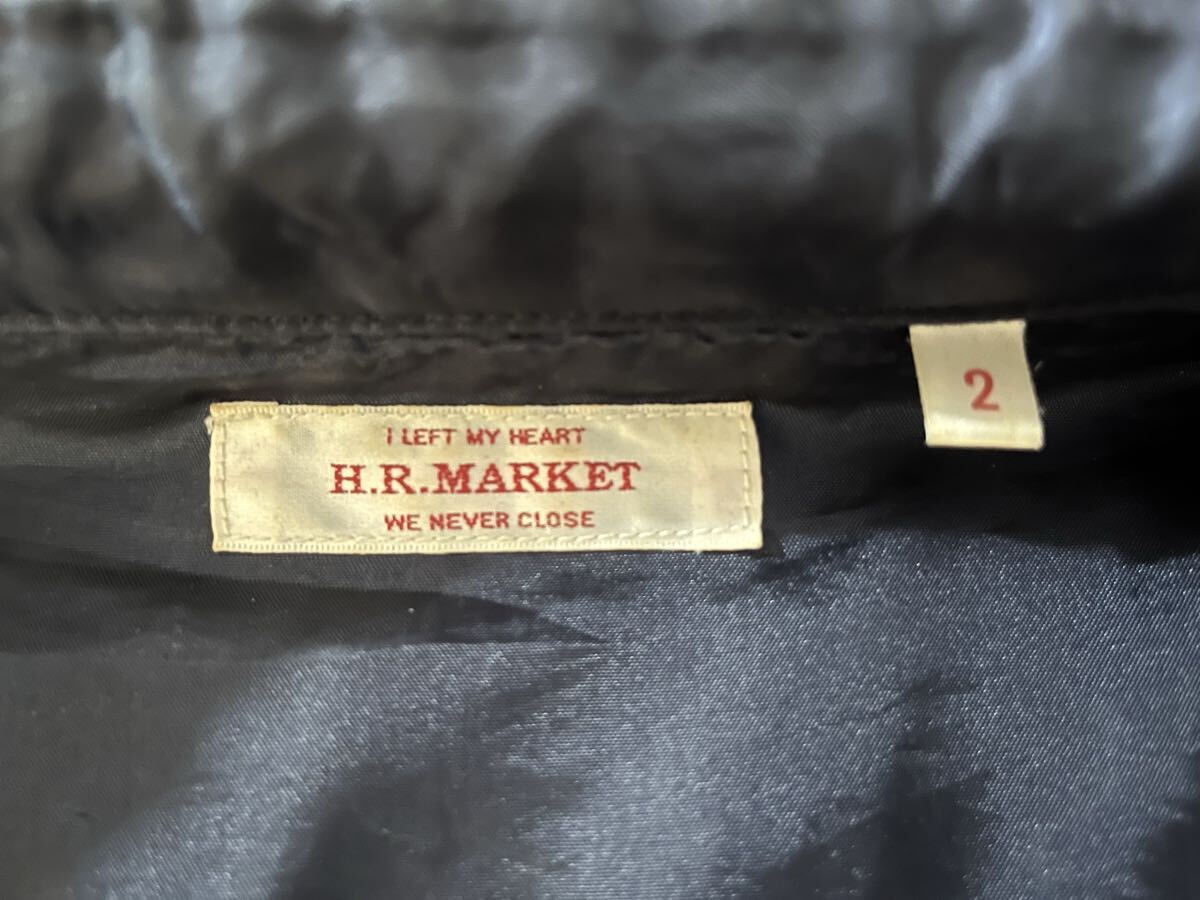 I LEFT MY HEART
H.R.MARKET
WE NEVER CLOSE
2